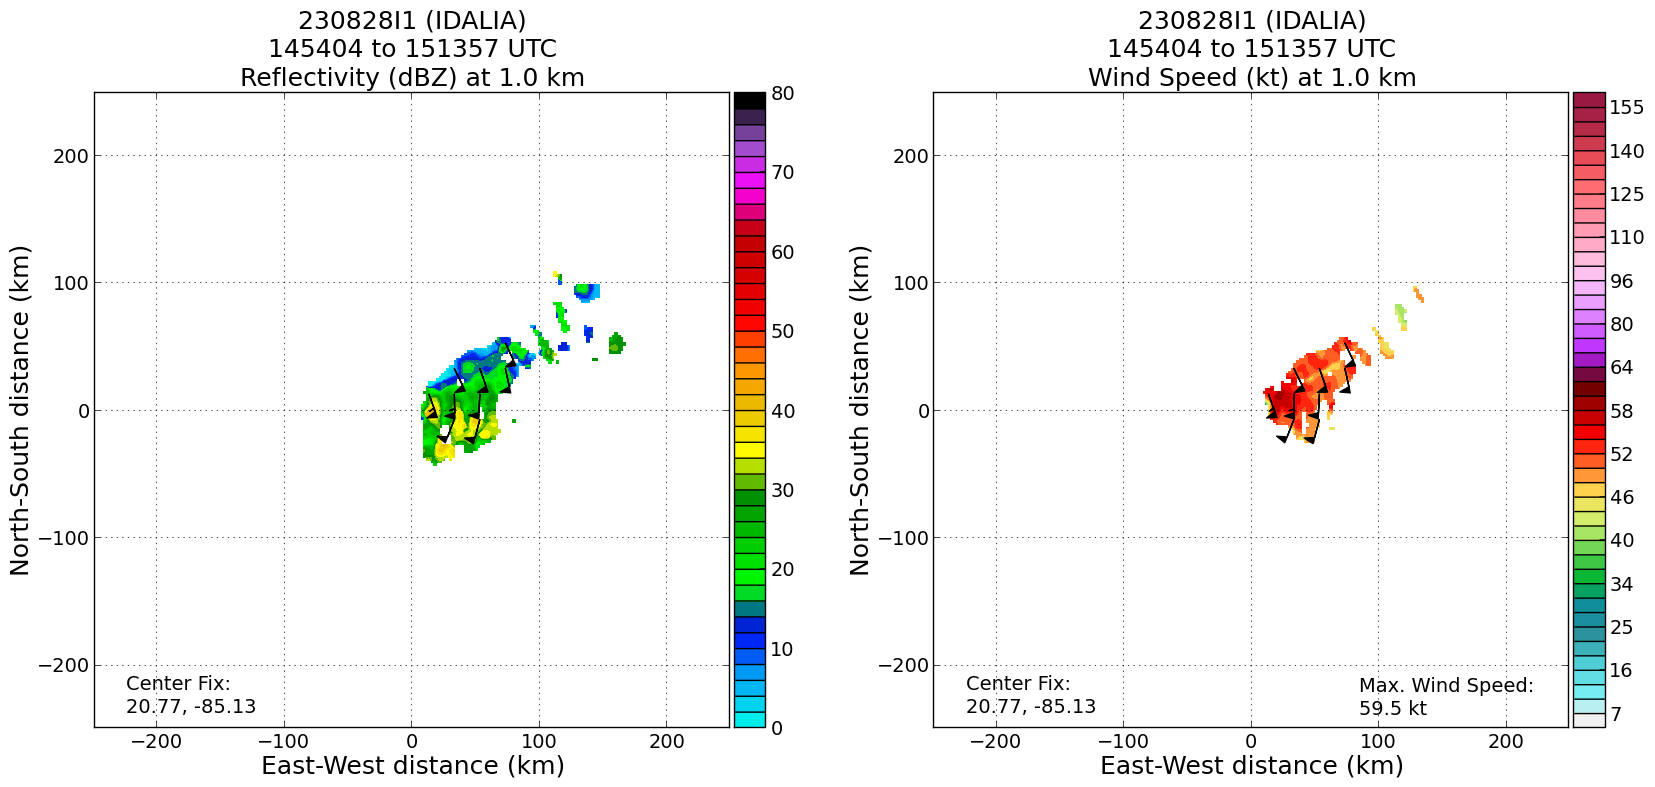 230828I1 (IDALIA)
145404 to 151357 UTC
Reflectivity (dBZ) at 1.0 km
North-South distance (km)
200
100
0
−100
−200
Center Fix:
20.77, -85.13
−200 −100 0 100 200
East-West distance (km)
80
70
60
50
40
30
20
10
0
230828I1 (IDALIA)
145404 to 151357 UTC
Wind Speed (kt) at 1.0 km
North-South distance (km)
200
100
0
−100
−200
Center Fix:
20.77, -85.13
Max. Wind Speed:
59.5 kt
−200 −100 0 100 200
East-West distance (km)
155
140
125
110
96
80
64
58
52
46
40
34
25
16
7